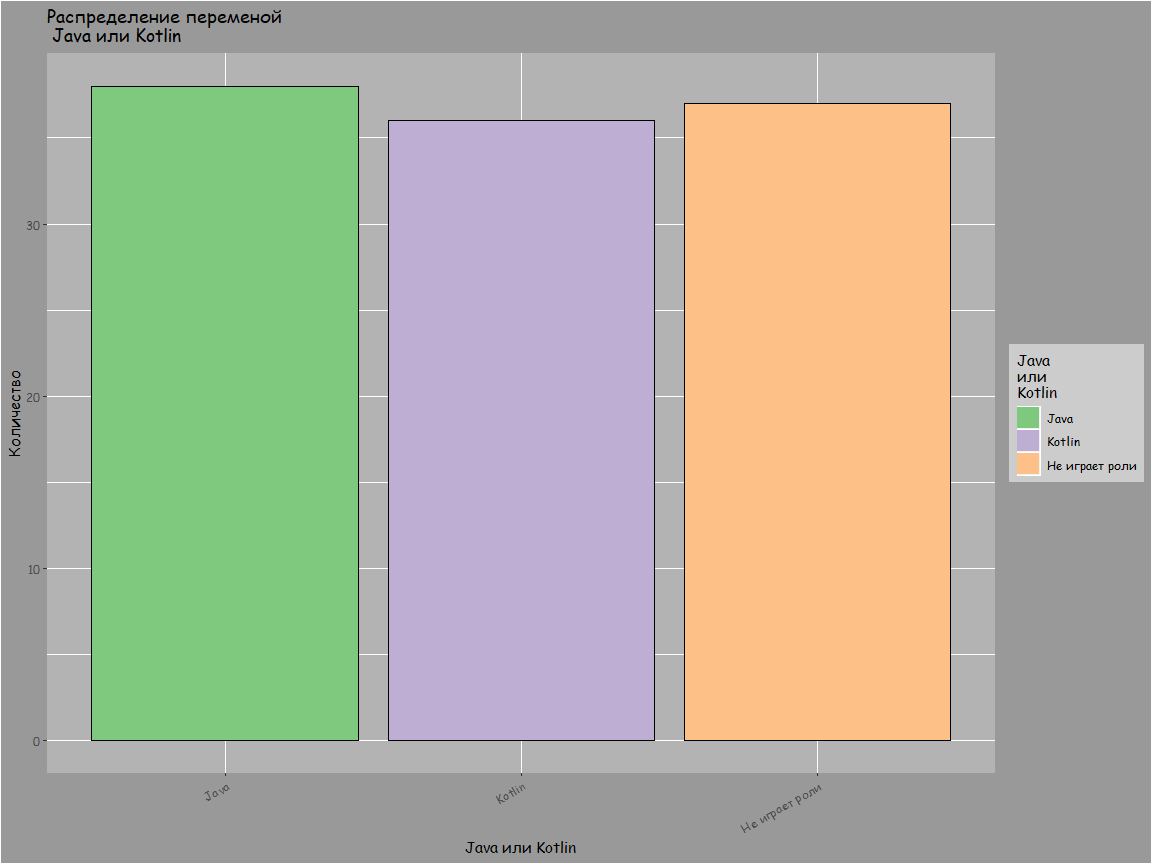 Распределение переменой
Java или Kotlin
Количество
30
20
10
0
Java
Kotlin
Не играет роли
Java или Kotlin
Java
или
Kotlin
Java
Kotlin
Не играет роли